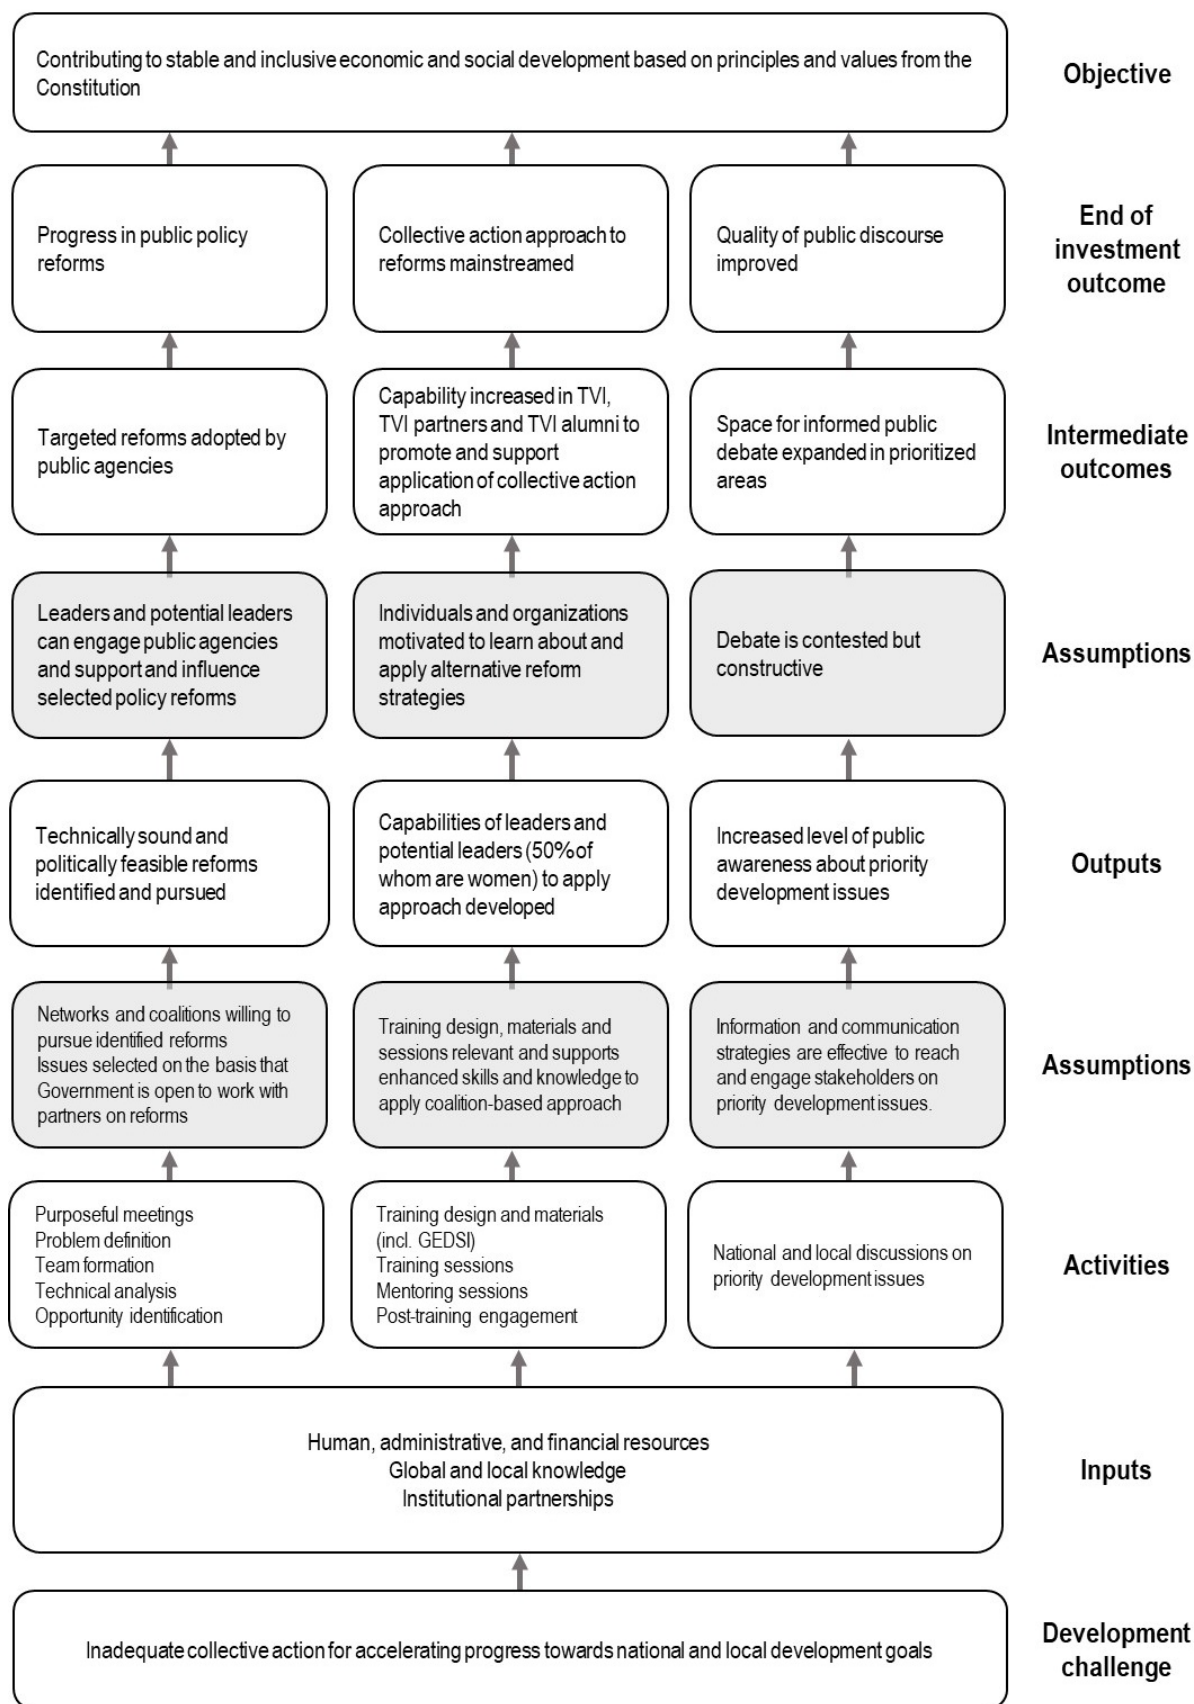 Contributing to stable and inclusive economic and social development based on principles and values from the
Constitution
Objective
Progress in public policy
reforms
Collective action approach to
reforms mainstreamed
Quality of public discourse
improved
End of
investment
outcome
Targeted reforms adopted by
public agencies
Capability increased in TVI,
TVI partners and TVI alumni to
promote and support
application of collective action
approach
Space for informed public
debate expanded in prioritized
areas
Intermediate
outcomes
Leaders and potential leaders
can engage public agencies
and support and influence
selected policy reforms
Individuals and organizations
motivated to learn about and
apply alternative reform
strategies
Debate is contested but
constructive
Assumptions
Technically sound and
politically feasible reforms
identified and pursued
Capabilities of leaders and
potential leaders (50% of
whom are women) to apply
approach developed
Increased level of public
awareness about priority
development issues
Outputs
Networks and coalitions willing to
pursue identified reforms
Issues selected on the basis that
Government is open to work with
partners on reforms
Training design, materials and
sessions relevant and supports
enhanced skills and knowledge to
apply coalition-based approach
Information and communication
strategies are effective to reach
and engage stakeholders on
priority development issues.
Assumptions
Purposeful meetings
Problem definition
Team formation
Technical analysis
Opportunity identification
Training design and materials
(incl. GEDSI)
Training sessions
Mentoring sessions
Post-training engagement
National and local discussions on
priority development issues
Activities
Human, administrative, and financial resources
Global and local knowledge
Institutional partnerships
Inputs
Inadequate collective action for accelerating progress towards national and local development goals
Development
challenge